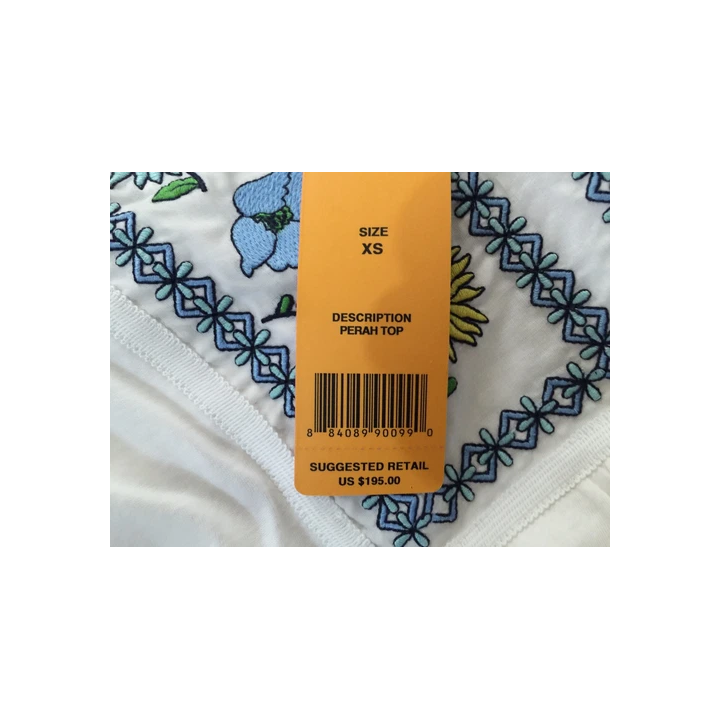 SIZE
XS
DESCRIPTION
PERAH TOP
8 84089 90099 0
SUGGESTED RETAIL
US $195.00